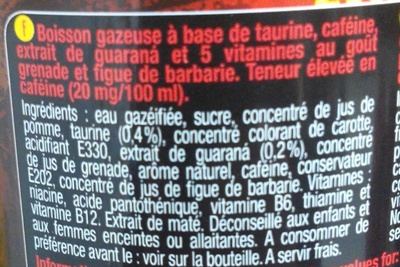 F Boisson gazeuse à base de taurine, caféine,
extrait de guarana et 5 vitamines au goût
grenade et figue de barbarie. Teneur élevée en
caféine (20 mg/100 ml).
Ingrédients : eau gazéifiée, sucre, concentré de jus de
pomme, taurine (0,4%), concentré colorant de carotte,
acidifiant E330, extrait de guarana (0,2%), concentré
de jus de grenade, arôme naturel, caféine, conservateur
E202, concentré de jus de figue de barbarie. Vitamines :
niacine, acide pantothénique, vitamine B6, thiamine et
vitamine B12. Extrait de maté. Déconseillé aux enfants et
aux femmes enceintes ou allaitantes. A consommer de
préférence avant le : voir sur la bouteille. A servir frais.
values for: